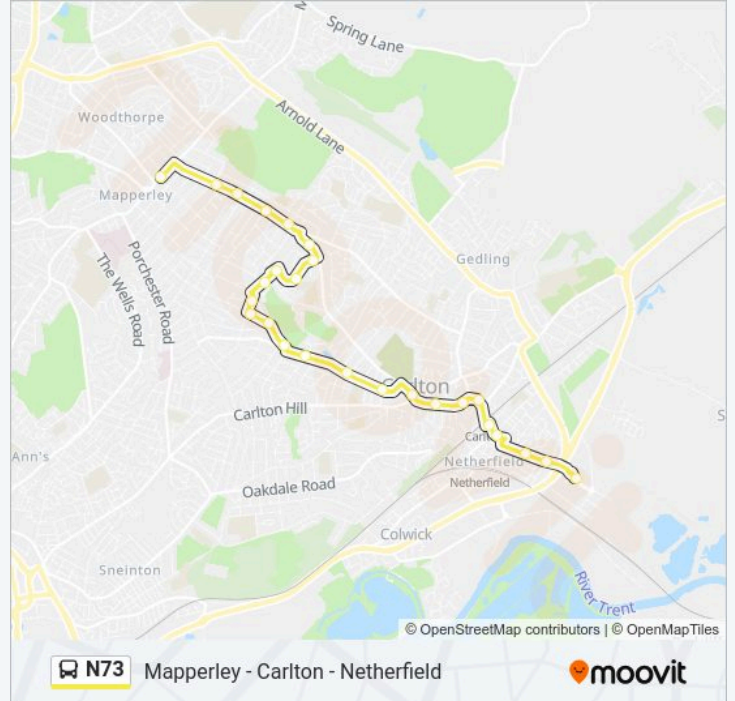 Spring Lane
Woodthorpe
Arnold Lane
Mapperley
Porchester Road
The Wells Road
Gedling
Carlton Hill
Ann's
Oakdale Road
Netherfield
Netherfield
Colwick
Sneinton
River Trent
© OpenStreetMap contributors | © OpenMapTiles
N73 Mapperley - Carlton - Netherfield
moovit